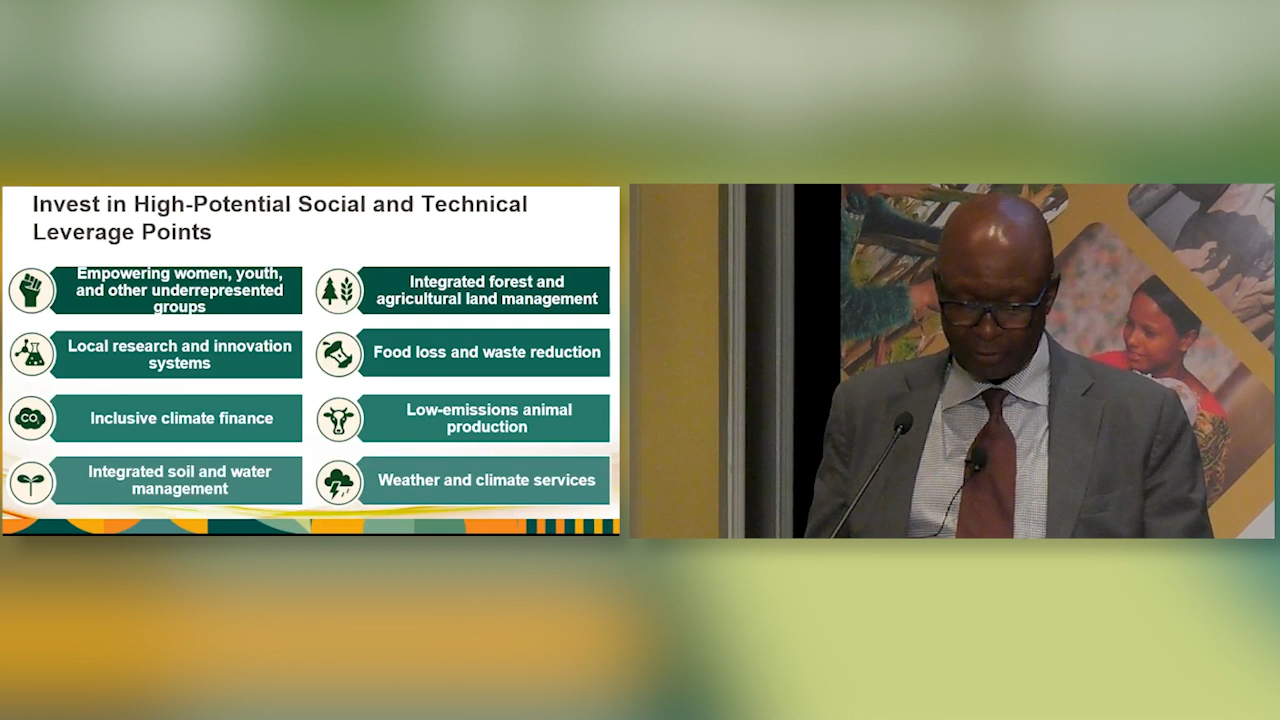 Invest in High-Potential Social and Technical
Leverage Points
Empowering women, youth,
and other underrepresented
groups
Integrated forest and
agricultural land management
Local research and innovation
systems
Food loss and waste reduction
CO2
Inclusive climate finance
Low-emissions animal
production
Integrated soil and water
management
Weather and climate services